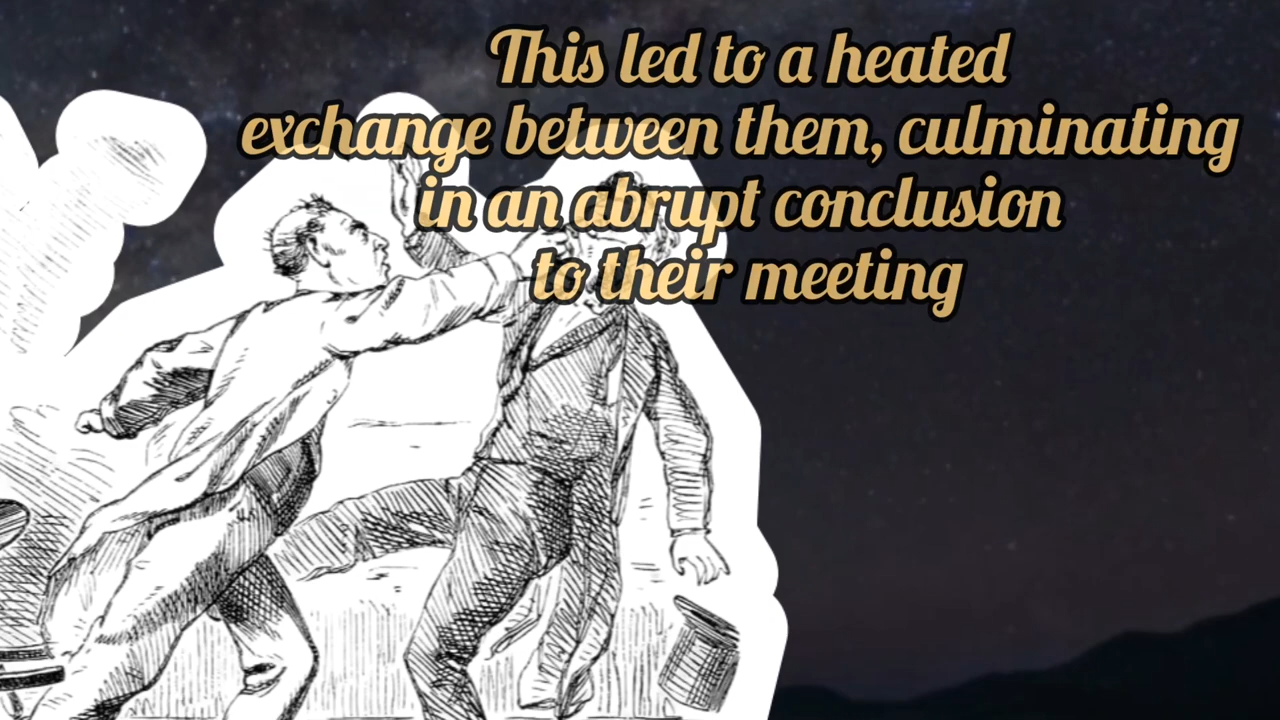 This led to a heated
exchange between them, culminating
in an abrupt conclusion
to their meeting